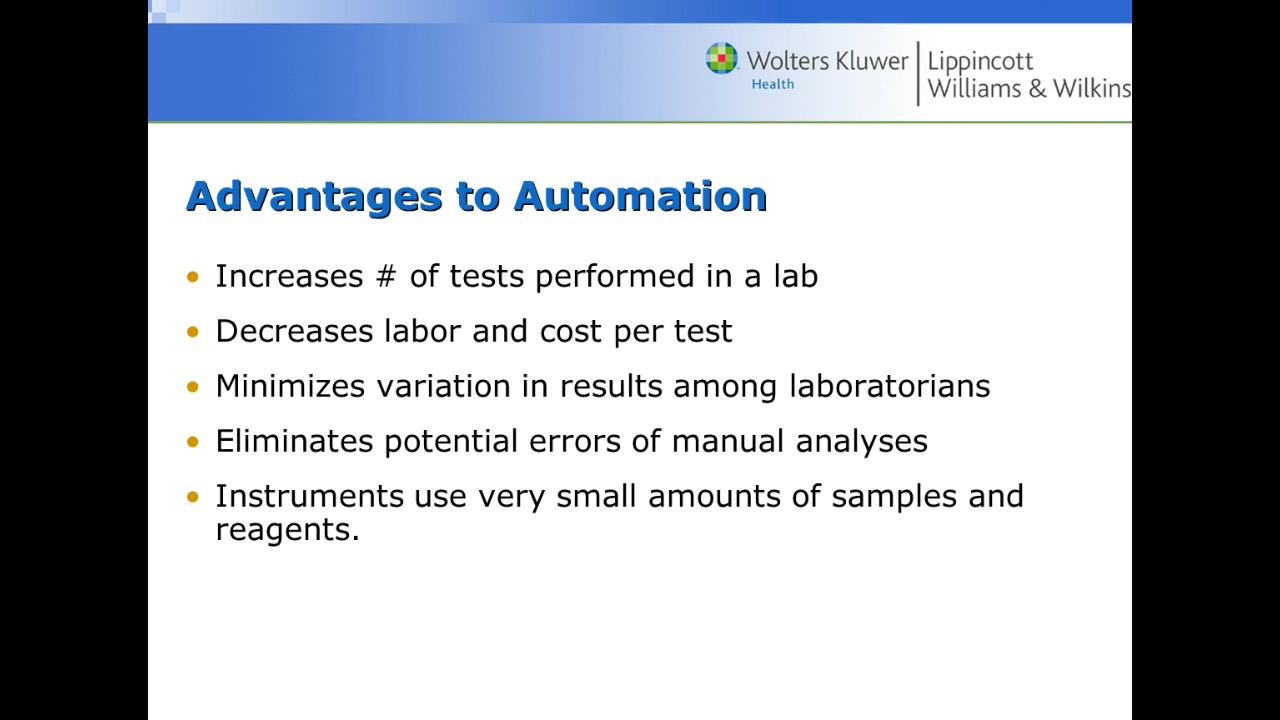 Wolters Kluwer
Health
Lippincott
Williams & Wilkins
Advantages to Automation
• Increases # of tests performed in a lab
• Decreases labor and cost per test
• Minimizes variation in results among laboratorians
• Eliminates potential errors of manual analyses
• Instruments use very small amounts of samples and
reagents.